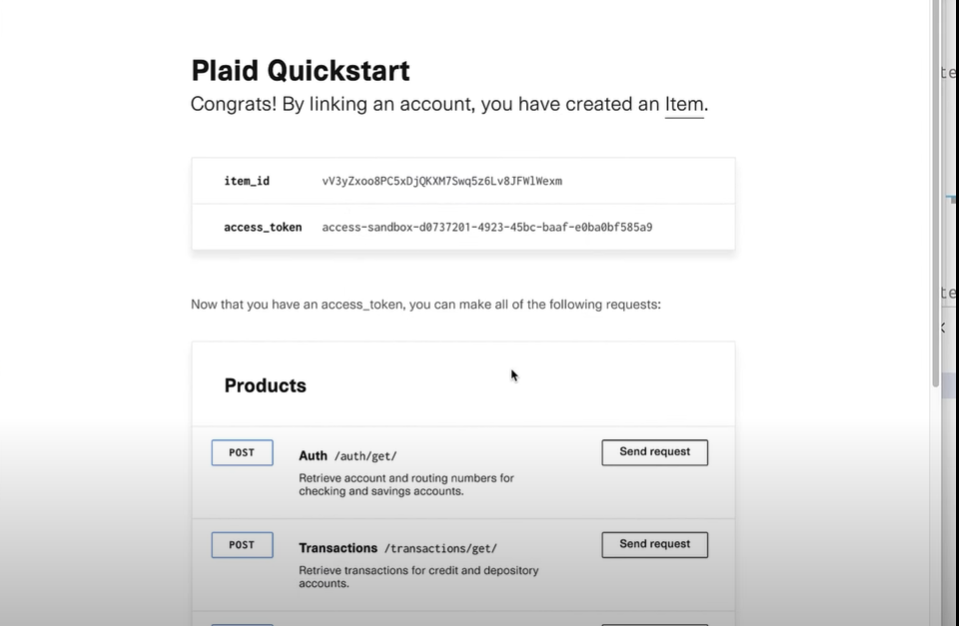 Plaid Quickstart
Congrats! By linking an account, you have created an Item.
item_id vV3yZxoo8PC5xDjQKXM7Swq5z6Lv8JFWlWexm
access_token access-sandbox-d0737201-4923-45bc-baaf-e0ba0bf585a9
Now that you have an access_token, you can make all of the following requests:
Products
POST Auth /auth/get/ Send request
Retrieve account and routing numbers for
checking and savings accounts.
POST Transactions /transactions/get/ Send request
Retrieve transactions for credit and depository
accounts.
te
te